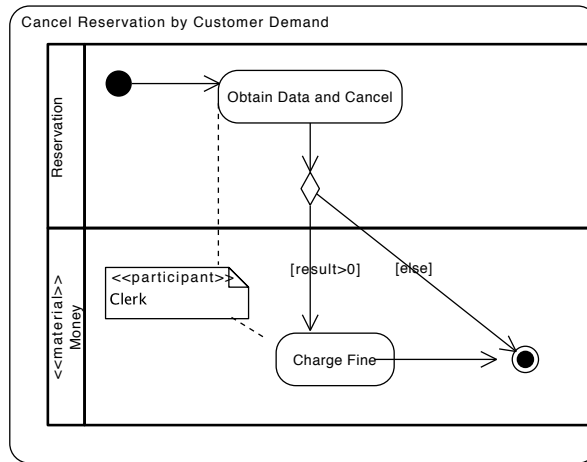 Cancel Reservation by Customer Demand
Reservation
Obtain Data and Cancel
<<material>>
Money
<<participant>>
Clerk
[result>0]
[else]
Charge Fine